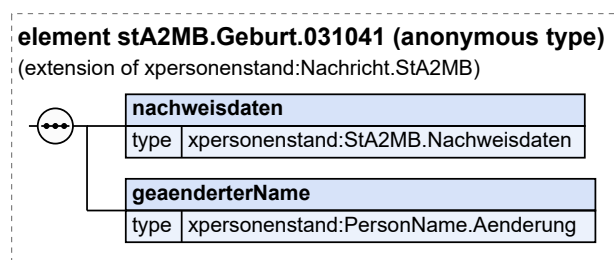 element stA2MB.Geburt.031041 (anonymous type)
(extension of xpersonenstand:Nachricht.StA2MB)
nachweisdaten
type xpersonenstand:StA2MB.Nachweisdaten
geaenderterName
type xpersonenstand:PersonName.Aenderung